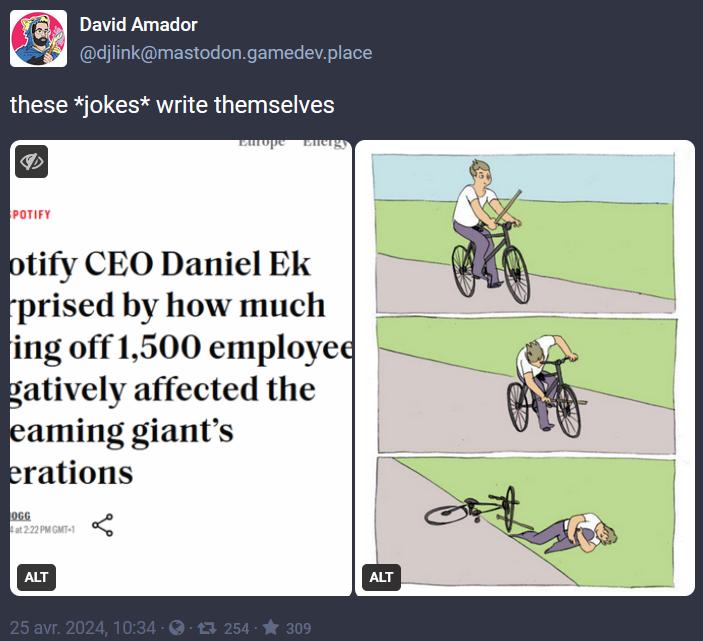 David Amador
@djlink@mastodon.gamedev.place
these *jokes* write themselves
Europe Energy
SPOTIFY
otify CEO Daniel Ek
rprised by how much
ing off 1,500 employee
gatively affected the
eaming giant's
erations
OGG
4 at 2:22 PM GMT+1
ALT
ALT
25 avr. 2024, 10:34 · · 254 · 309